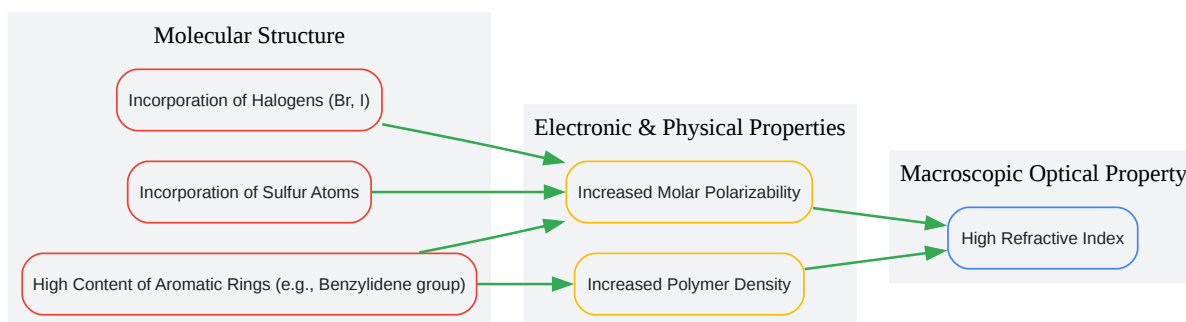 Molecular Structure
Incorporation of Halogens (Br, I)
Incorporation of Sulfur Atoms
High Content of Aromatic Rings (e.g., Benzylidene group)
Electronic & Physical Properties
Increased Molar Polarizability
Increased Polymer Density
Macroscopic Optical Property
High Refractive Index